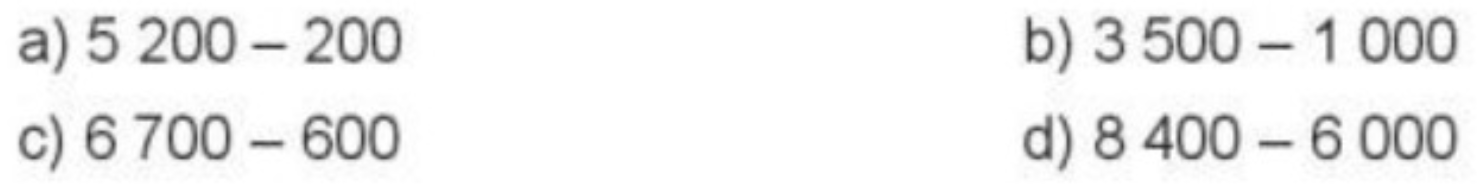 a) 5 200 – 200 b) 3 500 – 1 000
c) 6 700 – 600 d) 8 400 – 6 000